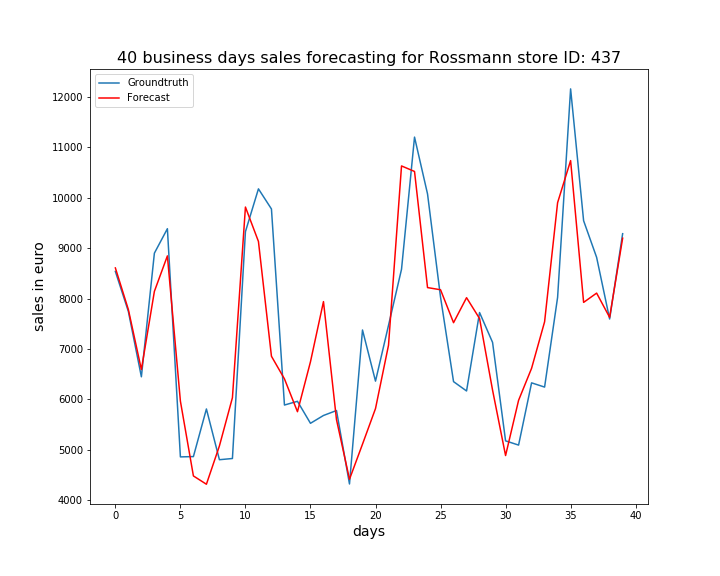 40 business days sales forecasting for Rossmann store ID: 437
Groundtruth
Forecast
12000
11000
10000
9000
8000
7000
6000
5000
4000
sales in euro
0 5 10 15 20 25 30 35 40
days